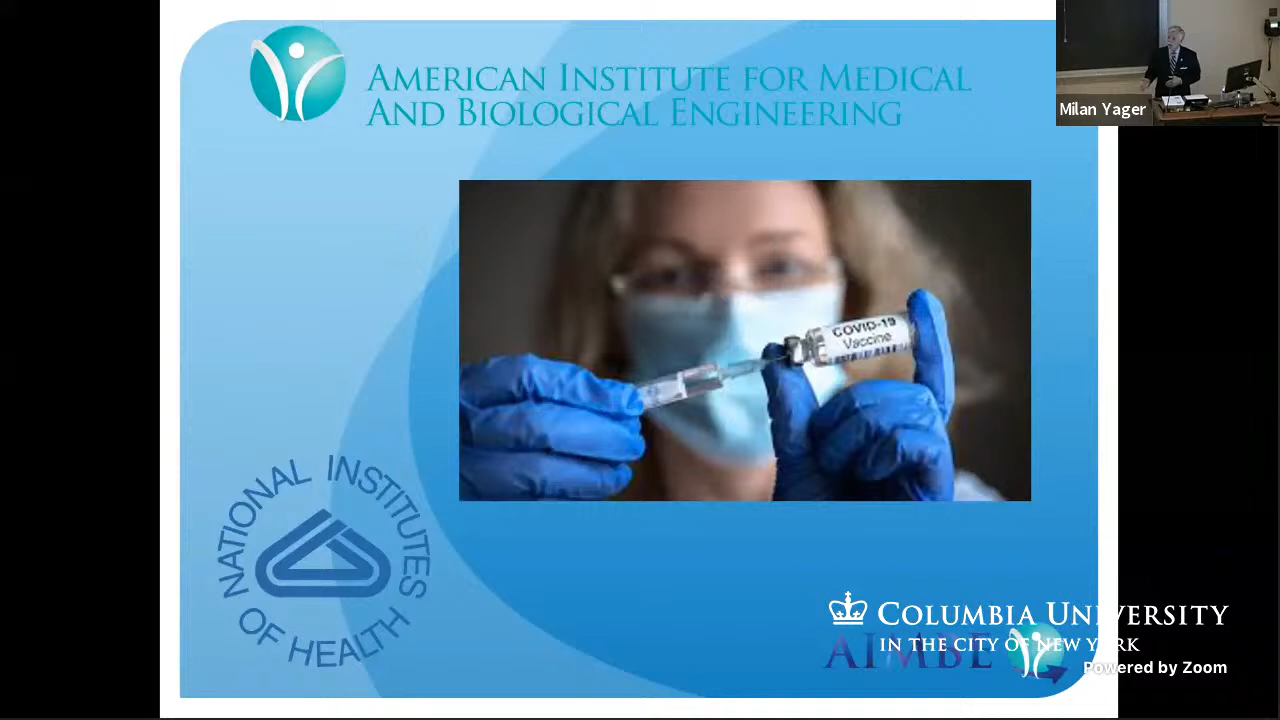 AMERICAN INSTITUTE FOR MEDICAL
AND BIOLOGICAL ENGINEERING
Milan Yager
COVID-19
Vaccine
NATIONAL INSTITUTES
OF HEALTH
COLUMBIA UNIVERSITY
IN THE CITY OF NEW YORK
AIMBE
Powered by Zoom